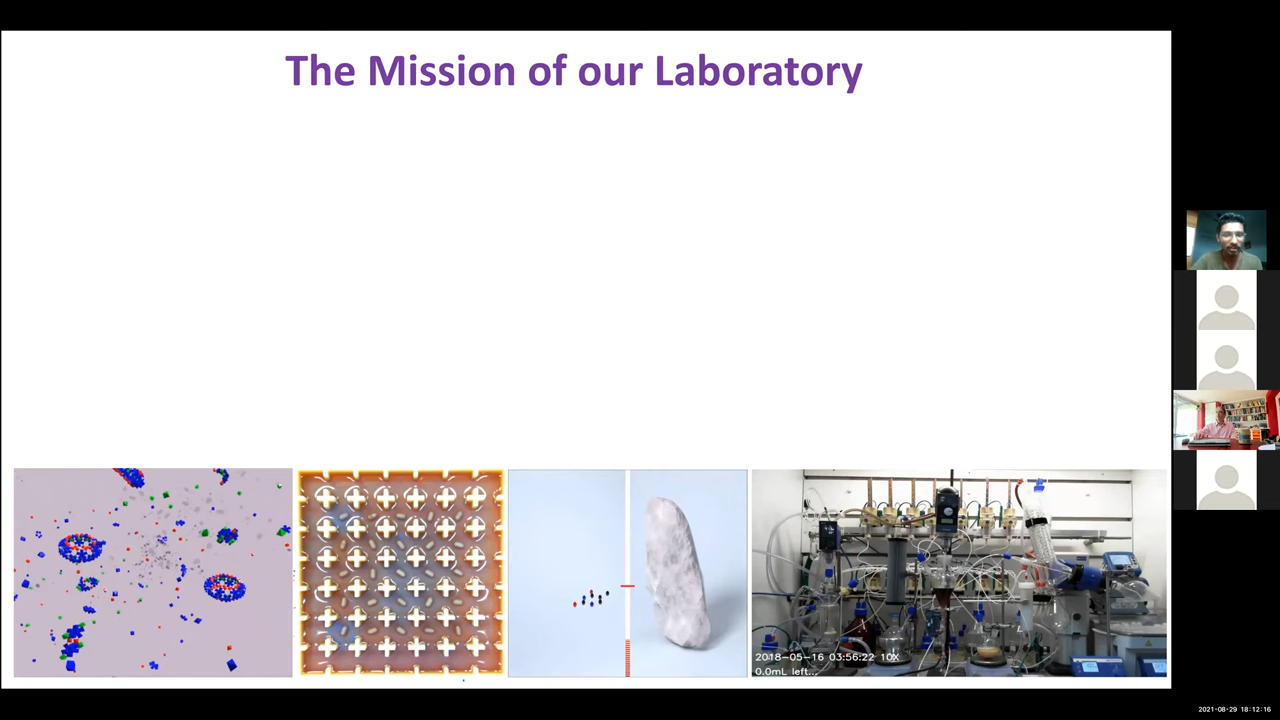 The Mission of our Laboratory
2018-05-16 03:56:22 10X
0.0mL left...
2021-08-29 18:12:16